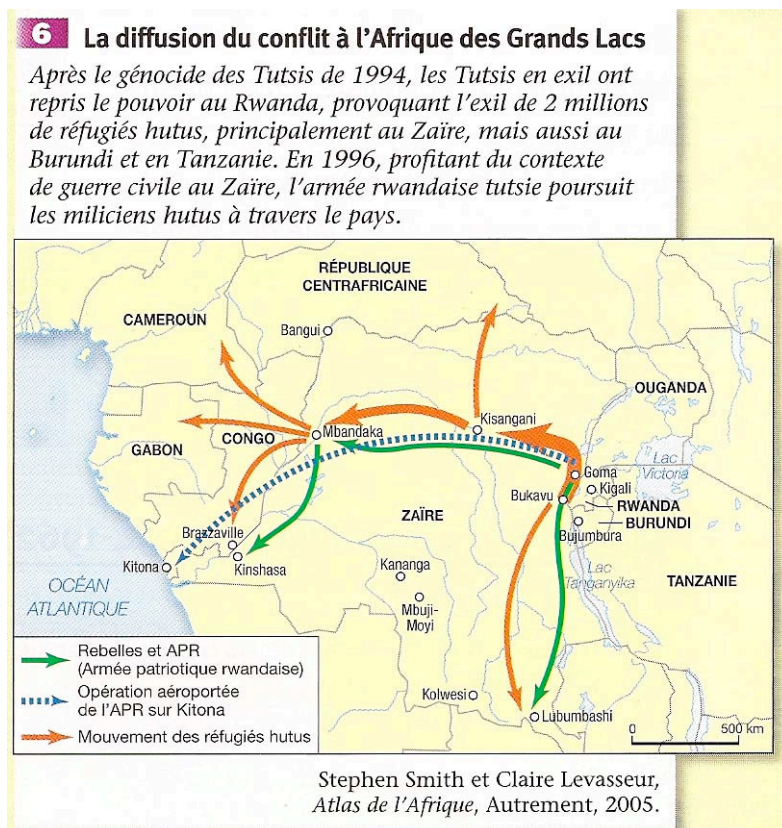 6 La diffusion du conflit à l'Afrique des Grands Lacs
Après le génocide des Tutsis de 1994, les Tutsis en exil ont
repris le pouvoir au Rwanda, provoquant l'exil de 2 millions
de réfugiés hutus, principalement au Zaïre, mais aussi au
Burundi et en Tanzanie. En 1996, profitant du contexte
de guerre civile au Zaïre, l'armée rwandaise tutsie poursuit
les miliciens hutus à travers le pays.
RÉPUBLIQUE
CENTRAFRICAINE
CAMEROUN
Bangui
OUGANDA
Kisangani
Mbandaka
GABON
CONGO
Lac
Victoria
Goma
Kigali
Bukavu
RWANDA
BURUNDI
ZAÏRE
Bujumbura
Brazzaville
Kitona
Kinshasa
Kananga
Lac
Tanganyika
TANZANIE
OCÉAN
ATLANTIQUE
Mbuji-
Moyi
Kolwesi
Lubumbashi
0 500 km
Rebelles et APR
(Armée patriotique rwandaise)
Opération aéroportée
de l'APR sur Kitona
Mouvement des réfugiés hutus
Stephen Smith et Claire Levasseur,
Atlas de l'Afrique, Autrement, 2005.